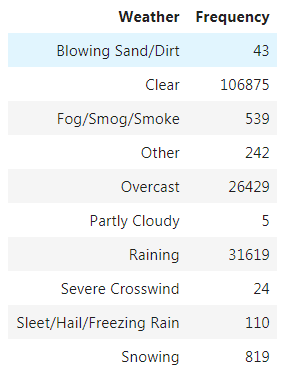 Weather Frequency
Blowing Sand/Dirt 43
Clear 106875
Fog/Smog/Smoke 539
Other 242
Overcast 26429
Partly Cloudy 5
Raining 31619
Severe Crosswind 24
Sleet/Hail/Freezing Rain 110
Snowing 819